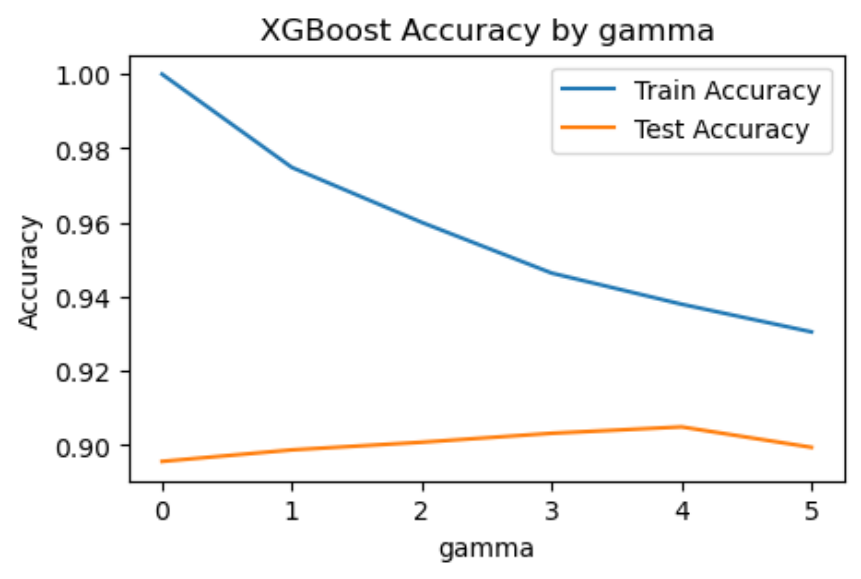 XGBoost Accuracy by gamma
Train Accuracy
Test Accuracy
Accuracy
1.00
0.98
0.96
0.94
0.92
0.90
0 1 2 3 4 5
gamma